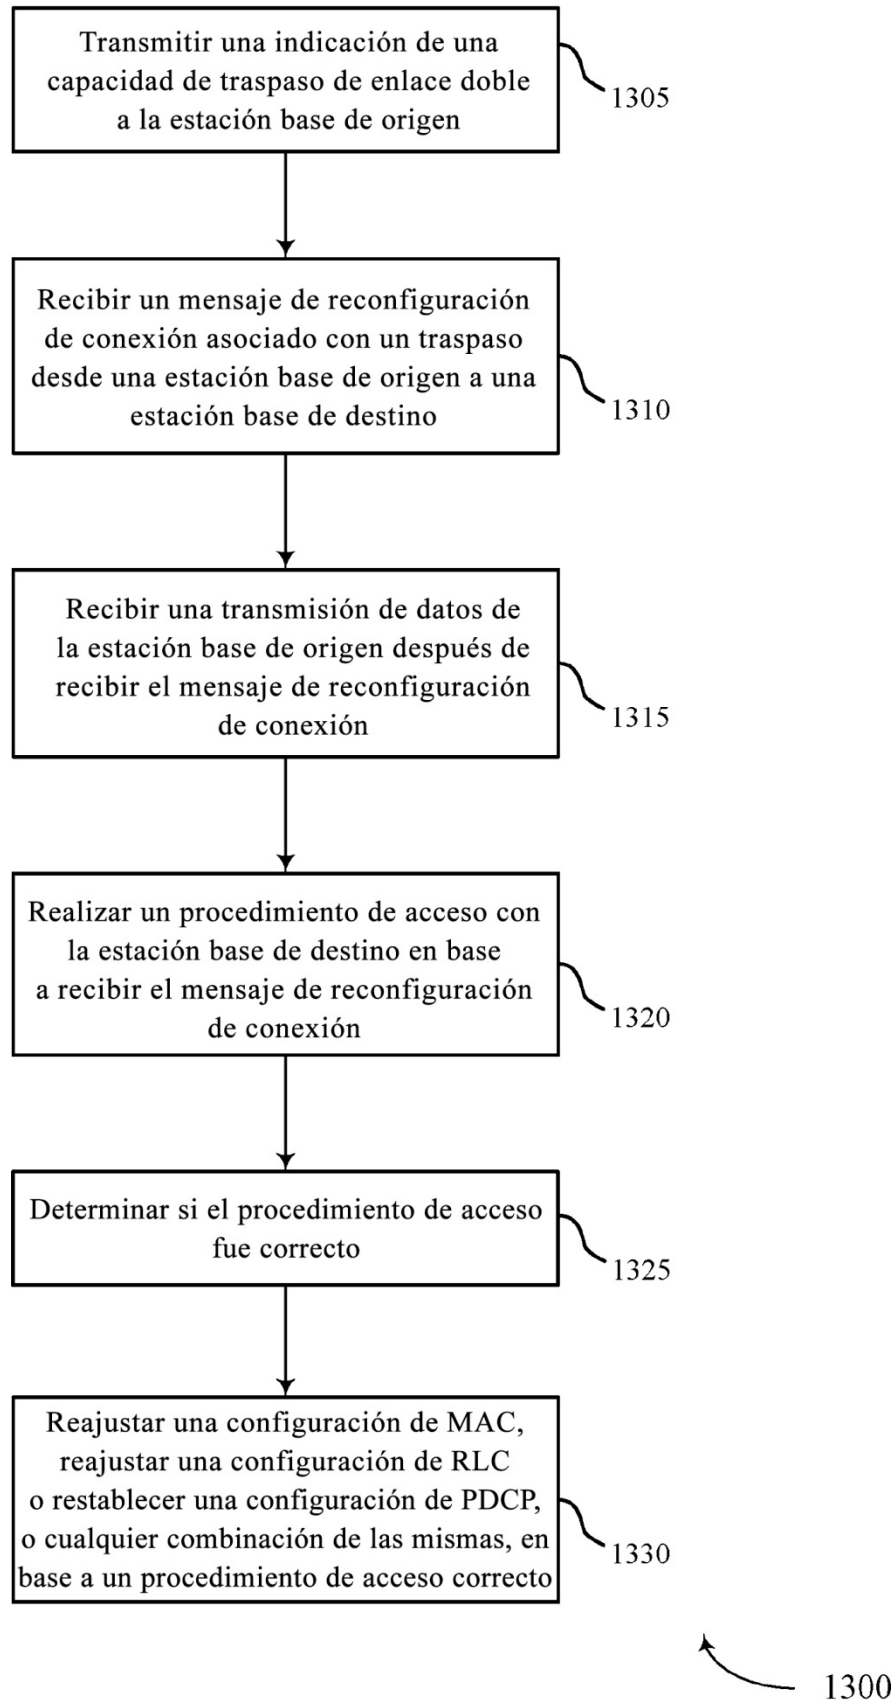 Transmitir una indicación de una
capacidad de traspaso de enlace doble
a la estación base de origen
1305
Recibir un mensaje de reconfiguración
de conexión asociado con un traspaso
desde una estación base de origen a una
estación base de destino
1310
Recibir una transmisión de datos de
la estación base de origen después de
recibir el mensaje de reconfiguración
de conexión
1315
Realizar un procedimiento de acceso con
la estación base de destino en base
a recibir el mensaje de reconfiguración
de conexión
1320
Determinar si el procedimiento de acceso
fue correcto
1325
Reajustar una configuración de MAC,
reajustar una configuración de RLC
o restablecer una configuración de PDCP,
o cualquier combinación de las mismas, en
base a un procedimiento de acceso correcto
1330
1300